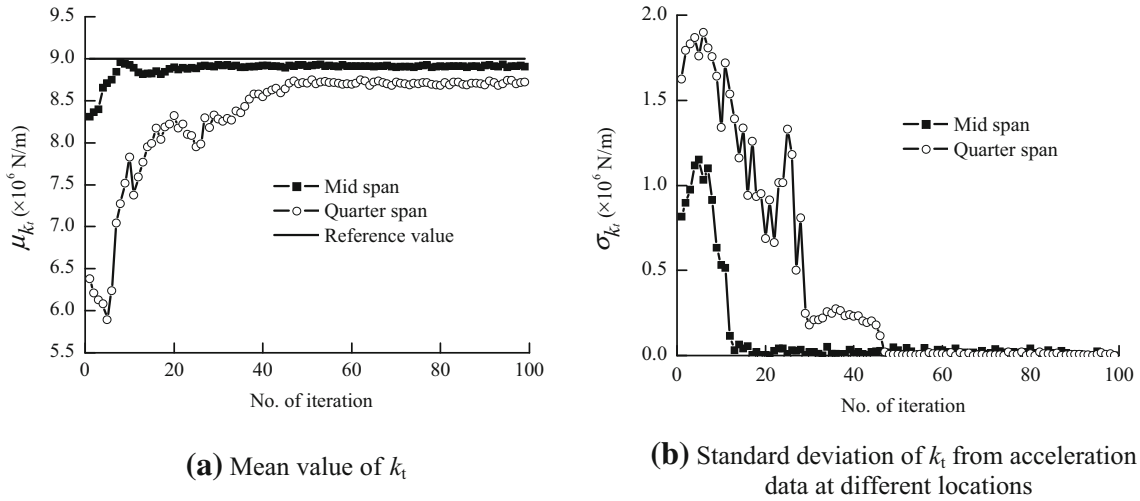 9.5
9.0
8.5
8.0
7.5
7.0
6.5
6.0
5.5
μkt (×10⁶ N/m)
Mid span
Quarter span
Reference value
0 20 40 60 80 100
No. of iteration
(a) Mean value of kt
2.0
1.5
1.0
0.5
0.0
σkt (×10⁶ N/m)
Mid span
Quarter span
0 20 40 60 80 100
No. of iteration
(b) Standard deviation of kt from acceleration
data at different locations